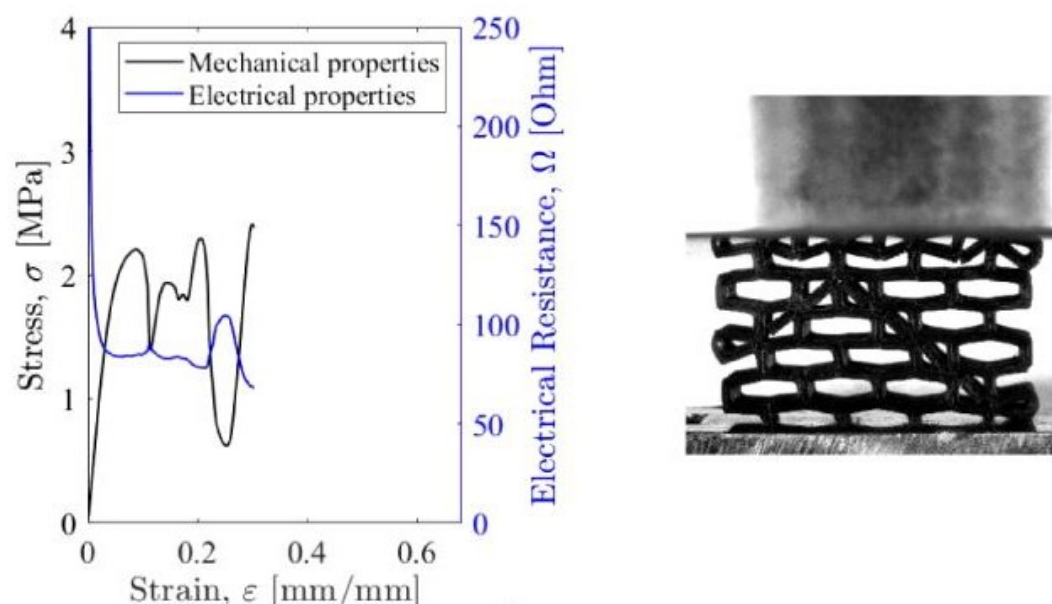 4
3
2
1
0
Stress, σ [MPa]
Mechanical properties
Electrical properties
250
200
150
100
50
0
Electrical Resistance, Ω [Ohm]
0 0.2 0.4 0.6
Strain, ε [mm/mm]